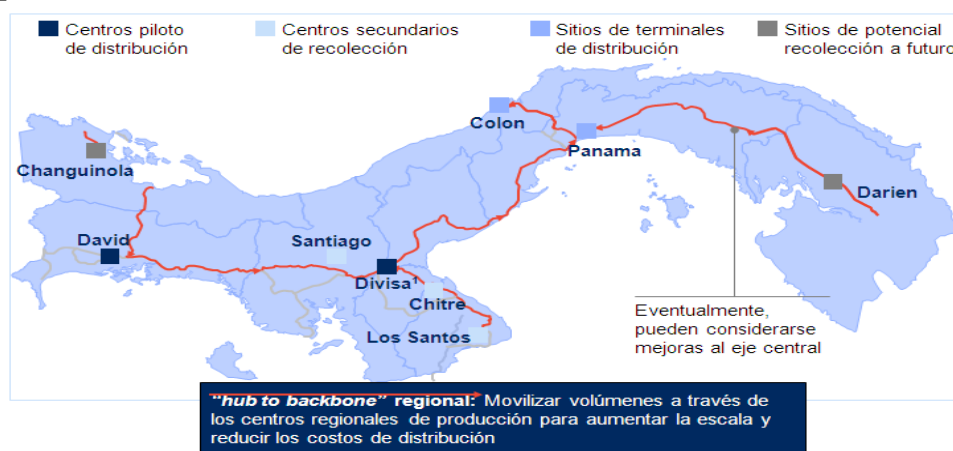 Centros piloto
de distribución
Centros secundarios
de recolección
Sitios de terminales
de distribución
Sitios de potencial
recolección a futuro
Colon
Panama
Changuinola
Darien
David
Santiago
Divisa¹
Chitre
Los Santos
Eventualmente,
pueden considerarse
mejoras al eje central
“hub to backbone” regional: Movilizar volúmenes a través de
los centros regionales de producción para aumentar la escala y
reducir los costos de distribución